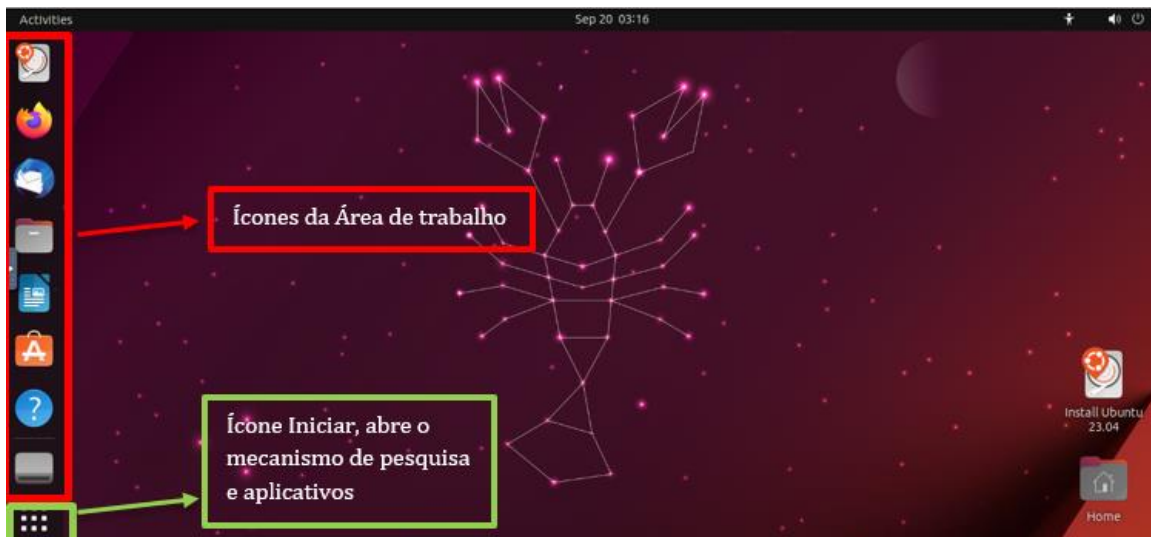 Activities
Sep 20 03:16
Ícones da Área de trabalho
Ícone Iniciar, abre o
mecanismo de pesquisa
e aplicativos
Install Ubuntu
23.04
Home